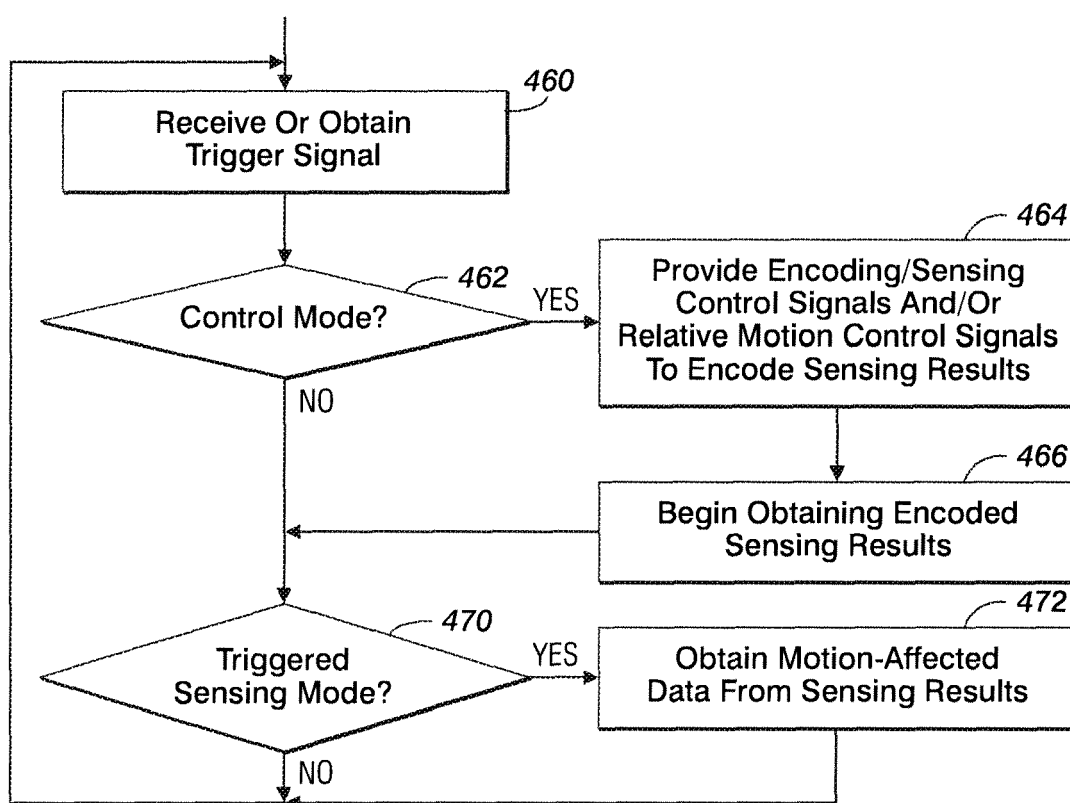 460
Receive Or Obtain
Trigger Signal
462
Control Mode?
YES
NO
464
Provide Encoding/Sensing
Control Signals And/Or
Relative Motion Control Signals
To Encode Sensing Results
466
Begin Obtaining Encoded
Sensing Results
470
Triggered
Sensing Mode?
YES
NO
472
Obtain Motion-Affected
Data From Sensing Results